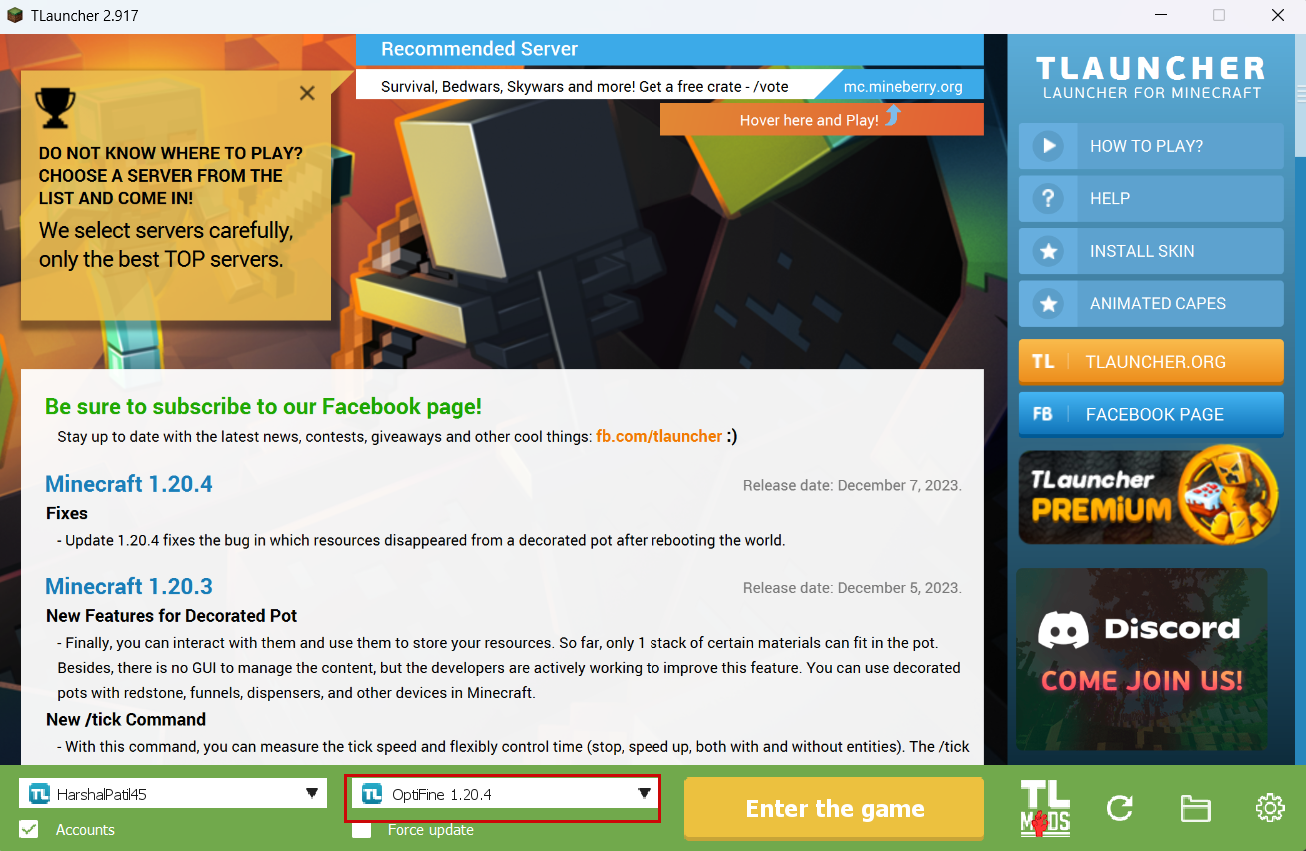 TLauncher 2.917
Recommended Server
Survival, Bedwars, Skywars and more! Get a free crate - /vote
mc.mineberry.org
Hover here and Play!
DO NOT KNOW WHERE TO PLAY?
CHOOSE A SERVER FROM THE
LIST AND COME IN!
We select servers carefully,
only the best TOP servers.
Be sure to subscribe to our Facebook page!
Stay up to date with the latest news, contests, giveaways and other cool things: fb.com/tlauncher :)
Minecraft 1.20.4
Release date: December 7, 2023.
Fixes
- Update 1.20.4 fixes the bug in which resources disappeared from a decorated pot after rebooting the world.
Minecraft 1.20.3
Release date: December 5, 2023.
New Features for Decorated Pot
- Finally, you can interact with them and use them to store your resources. So far, only 1 stack of certain materials can fit in the pot.
Besides, there is no GUI to manage the content, but the developers are actively working to improve this feature. You can use decorated
pots with redstone, funnels, dispensers, and other devices in Minecraft.
New /tick Command
- With this command, you can measure the tick speed and flexibly control time (stop, speed up, both with and without entities). The /tick
TLAUNCHER
LAUNCHER FOR MINECRAFT
HOW TO PLAY?
? HELP
INSTALL SKIN
ANIMATED CAPES
TL TLAUNCHER.ORG
FB FACEBOOK PAGE
TLauncher
PREMIUM
Discord
COME JOIN US!
TL HarshalPatil45
TL OptiFine 1.20.4
Enter the game
TL
MODS
Accounts
Force update